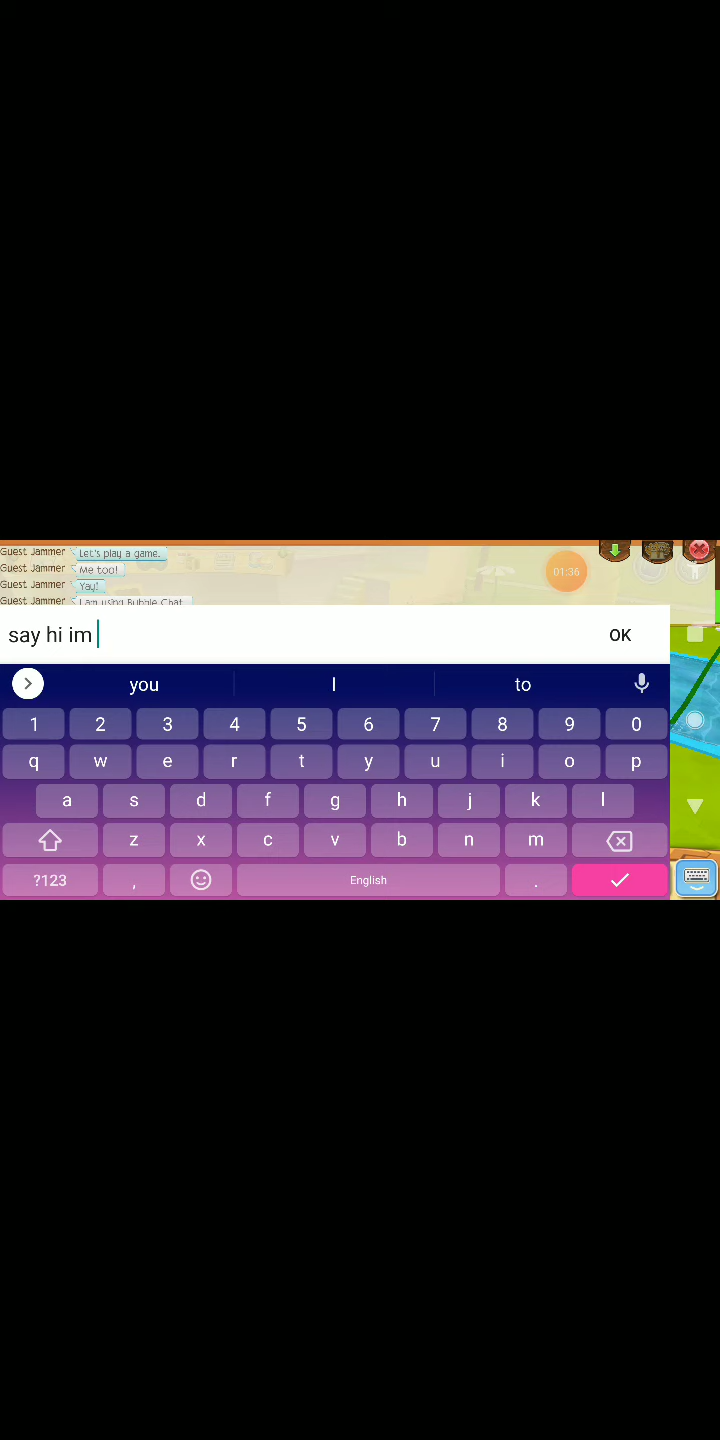 Guest Jammer Let's play a game.
Guest Jammer Me too!
Guest Jammer Yay!
Guest Jammer I am using Bubble Chat.
01:36
say hi im
OK
you I to
1 2 3 4 5 6 7 8 9 0
q w e r t y u i o p
a s d f g h j k l
z x c v b n m
?123 , English .